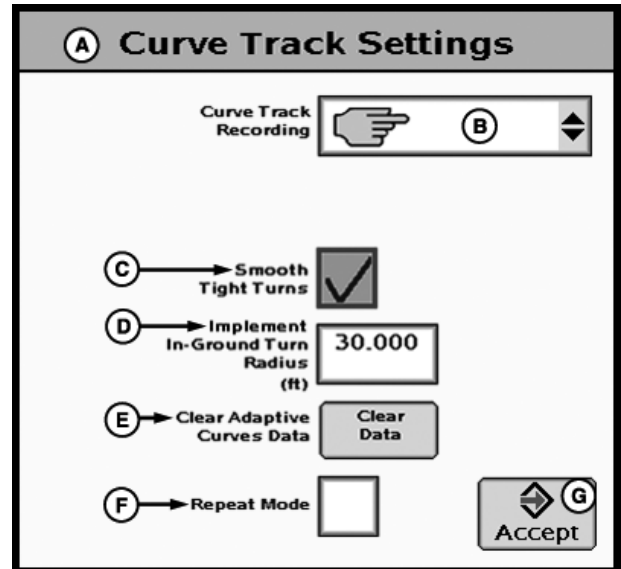 A Curve Track Settings
Curve Track
Recording
B
C
Smooth
Tight Turns
D
Implement
In-Ground Turn
Radius
(ft)
30.000
E
Clear Adaptive
Curves Data
Clear
Data
F
Repeat Mode
G
Accept